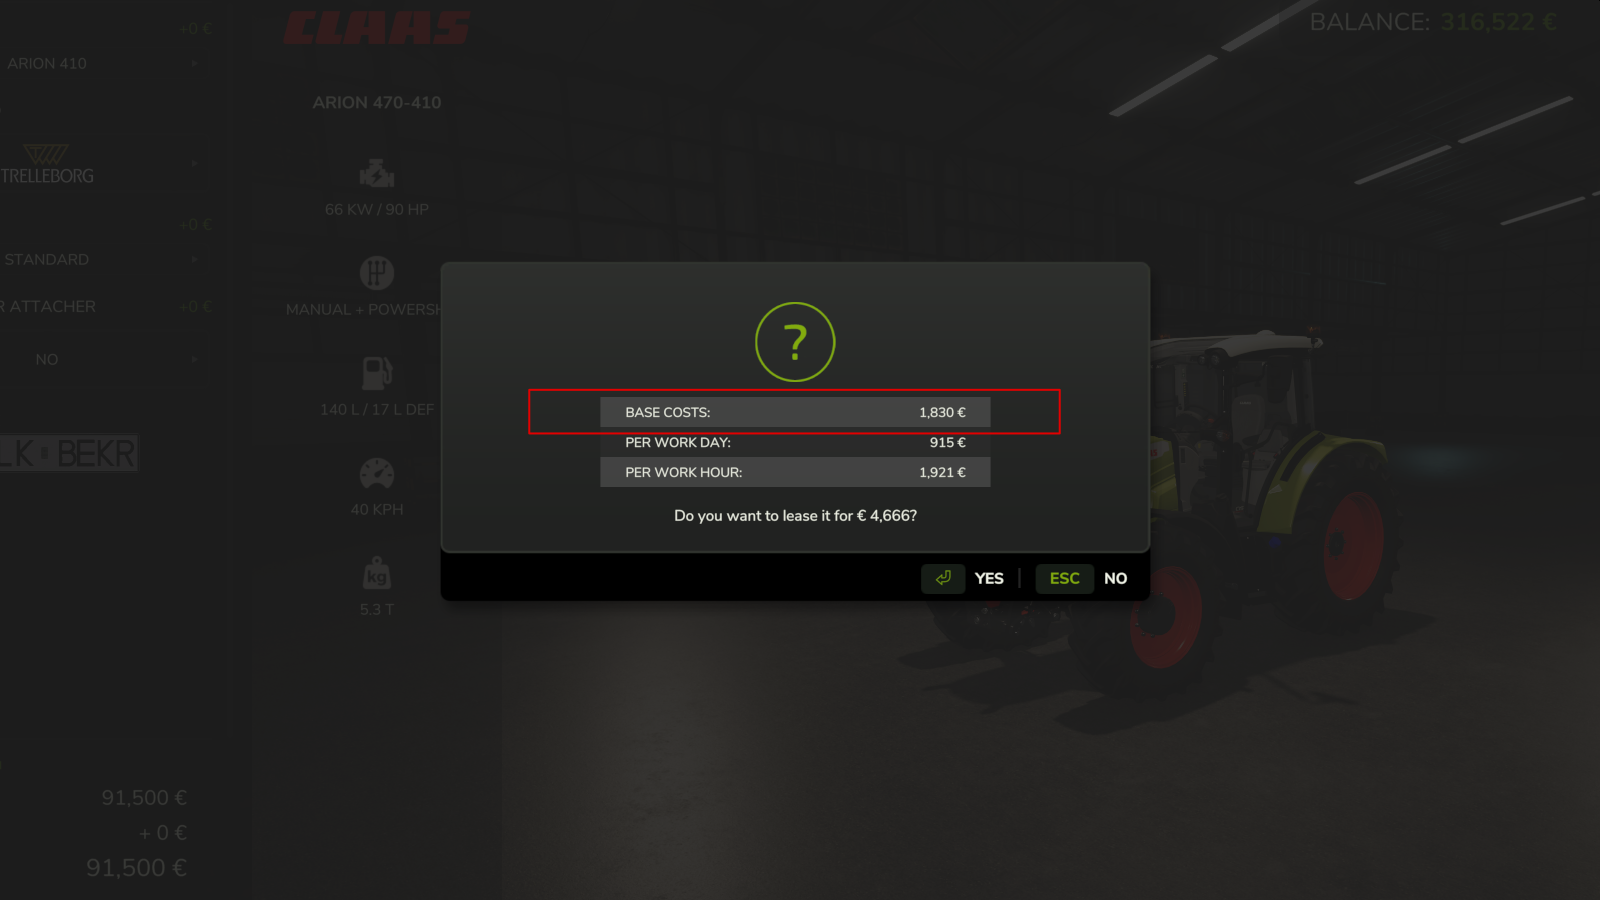 +0 €
CLAAS
BALANCE: 316,522 €
ARION 410
ARION 470-410
TRELLEBORG
66 KW / 90 HP
+0 €
STANDARD
MANUAL + POWERSH
R ATTACHER +0 €
NO
140 L / 17 L DEF
?
BASE COSTS: 1,830 €
PER WORK DAY: 915 €
PER WORK HOUR: 1,921 €
LK BEKR
40 KPH
Do you want to lease it for € 4,666?
YES
ESC NO
kg
5.3 T
91,500 €
+ 0 €
91,500 €